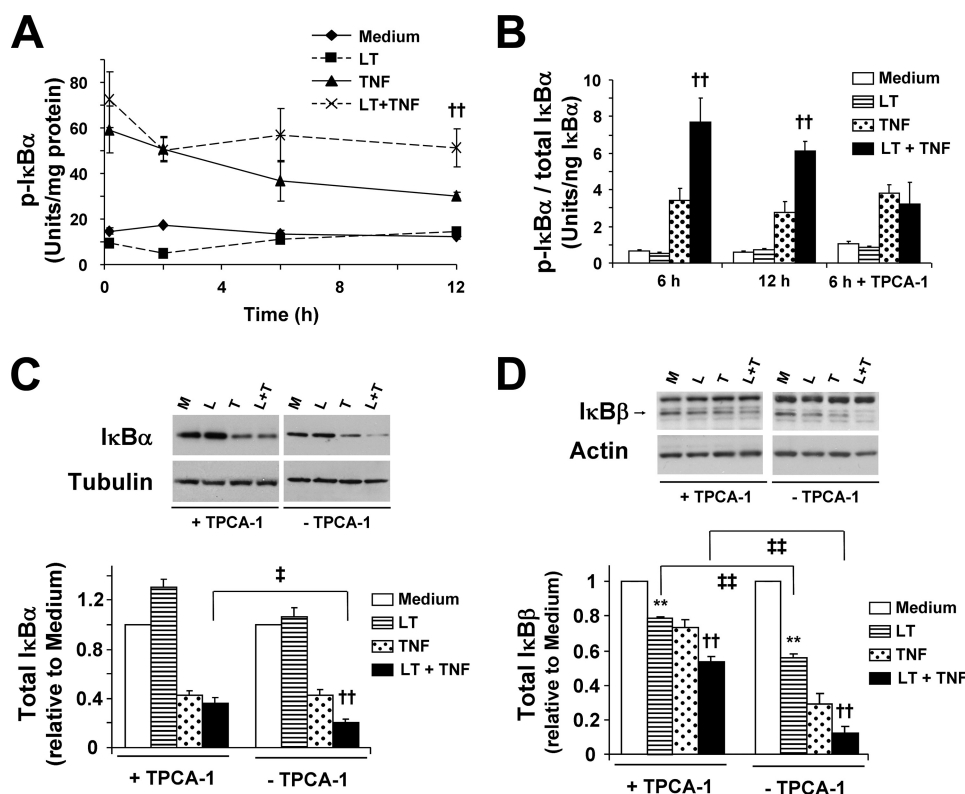 A
Medium
LT
TNF
LT+TNF
p-IκBα
(Units/mg protein)
80
60
40
20
0
††
0
4
8
12
Time (h)
B
Medium
LT
TNF
LT + TNF
p-IκBα / total IκBα
(Units/ng IκBα)
10
8
6
4
2
0
††
††
6 h
12 h
6 h + TPCA-1
C
M L T L+T M L T L+T
IκBα
Tubulin
+ TPCA-1 - TPCA-1
Total IκBα
(relative to Medium)
1.2
0.8
0.4
0
‡
††
Medium
LT
TNF
LT + TNF
+ TPCA-1 - TPCA-1
D
M L T L+T M L T L+T
IκBβ→
Actin
+ TPCA-1 - TPCA-1
Total IκBβ
(relative to Medium)
1
0.8
0.6
0.4
0.2
0
‡‡
‡‡
**
††
**
††
Medium
LT
TNF
LT + TNF
+ TPCA-1 - TPCA-1